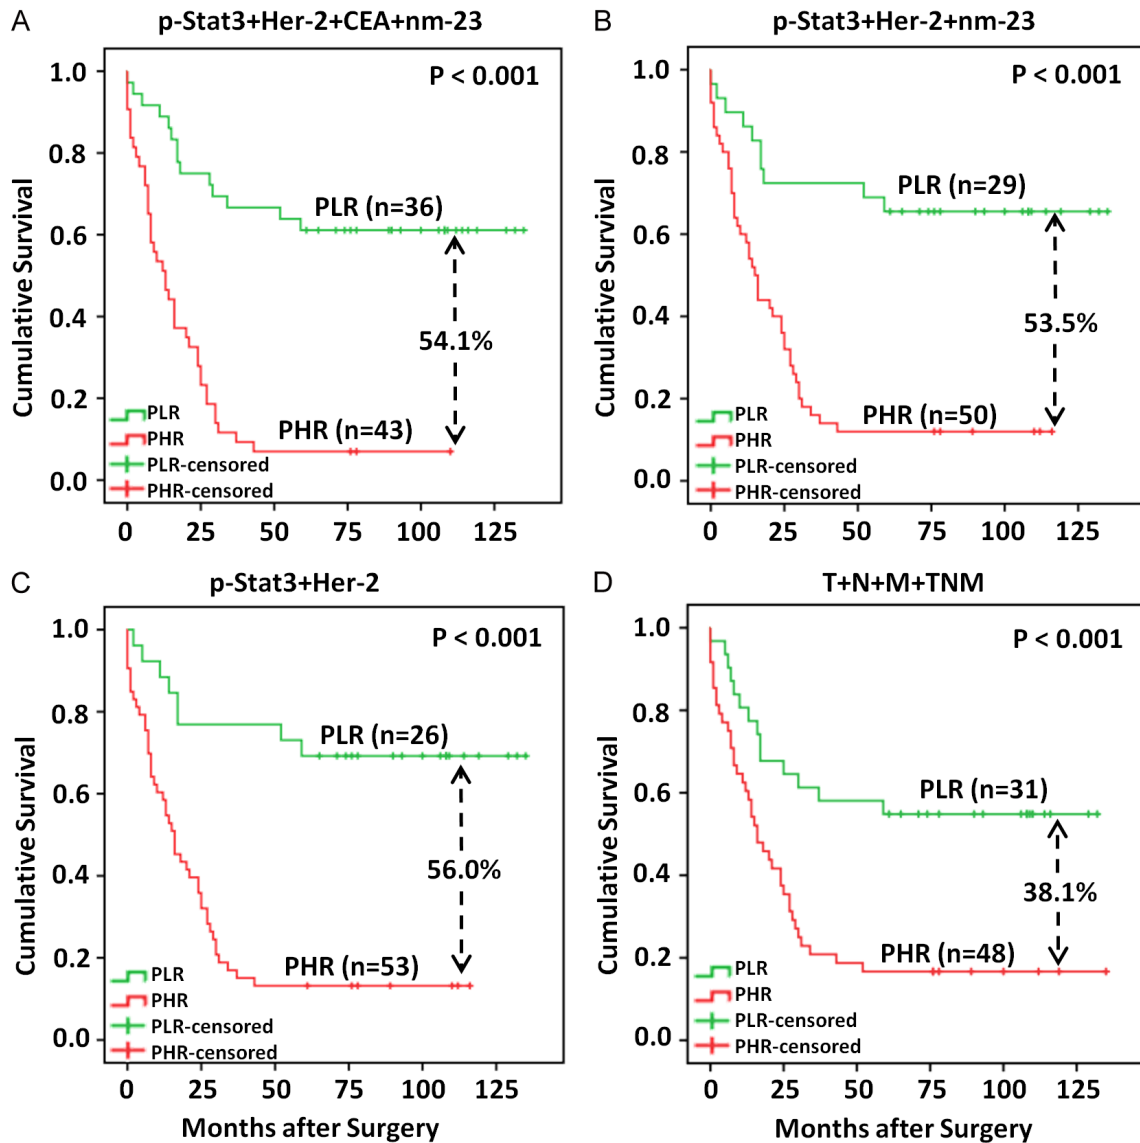 A
p-Stat3+Her-2+CEA+nm-23
P < 0.001
Cumulative Survival
1.0
0.8
0.6
0.4
0.2
0.0
PLR (n=36)
54.1%
PHR (n=43)
PLR
PHR
PLR-censored
PHR-censored
0 25 50 75 100 125
B
p-Stat3+Her-2+nm-23
P < 0.001
Cumulative Survival
1.0
0.8
0.6
0.4
0.2
0.0
PLR (n=29)
53.5%
PHR (n=50)
PLR
PHR
PLR-censored
PHR-censored
0 25 50 75 100 125
C
p-Stat3+Her-2
P < 0.001
Cumulative Survival
1.0
0.8
0.6
0.4
0.2
0.0
PLR (n=26)
56.0%
PHR (n=53)
PLR
PHR
PLR-censored
PHR-censored
0 25 50 75 100 125
Months after Surgery
D
T+N+M+TNM
P < 0.001
Cumulative Survival
1.0
0.8
0.6
0.4
0.2
0.0
PLR (n=31)
38.1%
PHR (n=48)
PLR
PHR
PLR-censored
PHR-censored
0 25 50 75 100 125
Months after Surgery